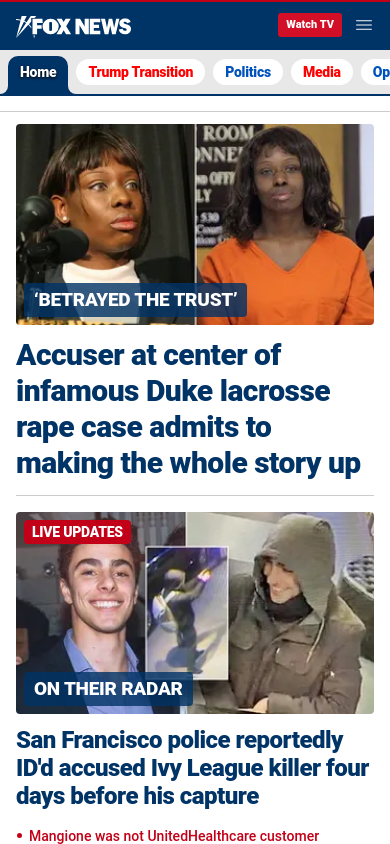 FOX NEWS
Watch TV
Home
Trump Transition
Politics
Media
Op
ROOM
ONNE
OFFI
LY
530
‘BETRAYED THE TRUST’
Accuser at center of
infamous Duke lacrosse
rape case admits to
making the whole story up
LIVE UPDATES
ON THEIR RADAR
San Francisco police reportedly
ID'd accused Ivy League killer four
days before his capture
Mangione was not UnitedHealthcare customer